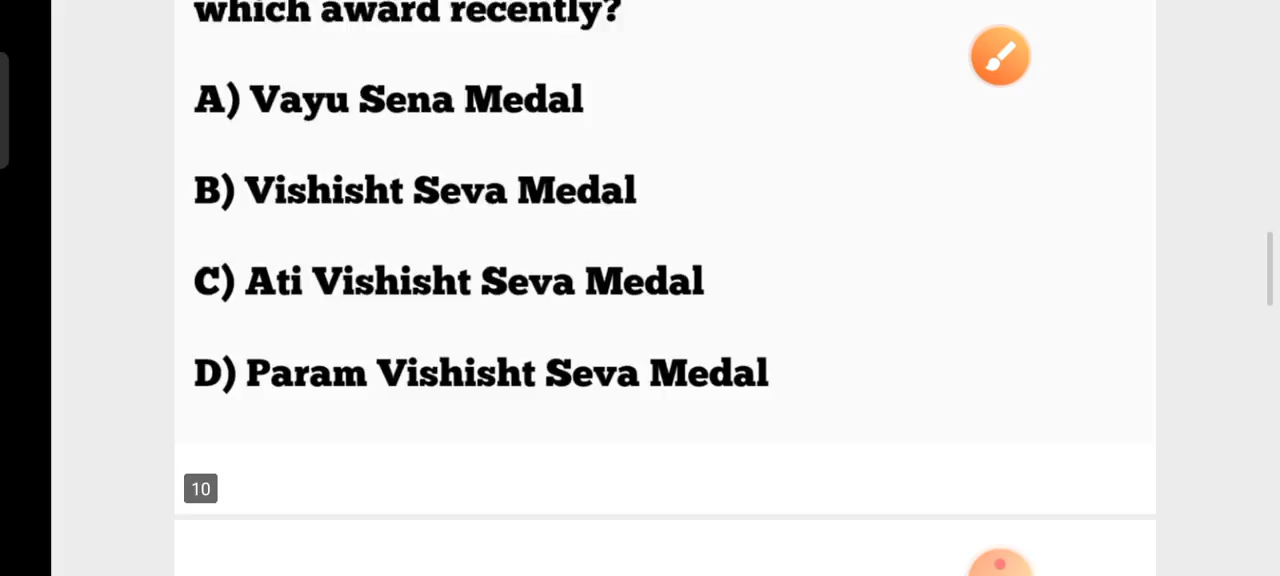 which award recently?
A) Vayu Sena Medal
B) Vishisht Seva Medal
C) Ati Vishisht Seva Medal
D) Param Vishisht Seva Medal
10